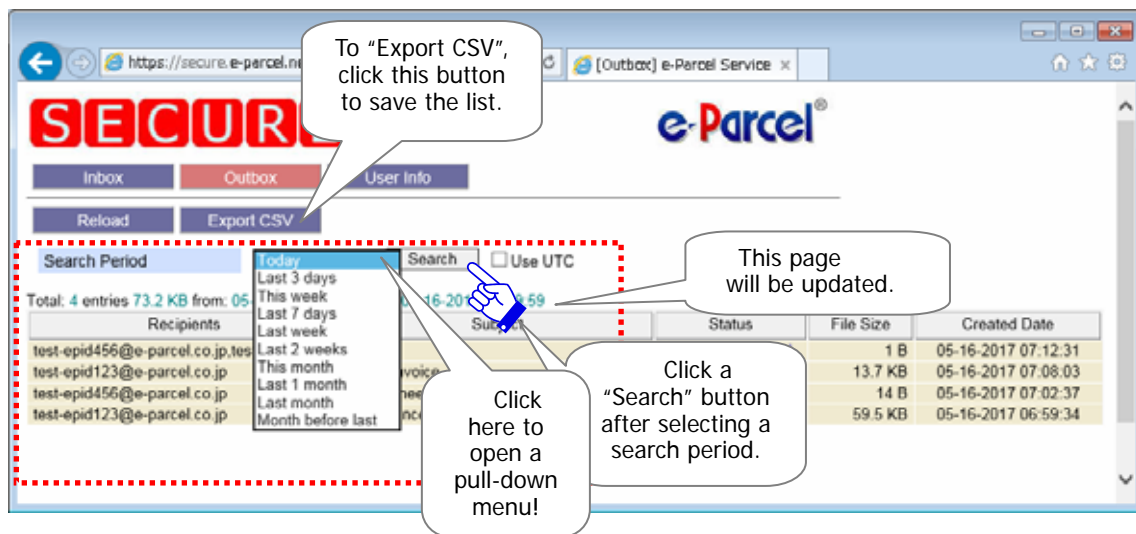 To “Export CSV”,
click this button
to save the list.
https://secure.e-parcel.ne
[Outbox] e-Parcel Service
SECUR
e-Parcel®
Inbox Outbox User Info
Reload Export CSV
Search Period Today Search Use UTC
Last 3 days
This week
Last 7 days
Last week
Last 2 weeks
This month
Last 1 month
Last month
Month before last
This page
will be updated.
Total: 4 entries 73.2 KB from: 05-
Recipients Subject Status File Size Created Date
test-epid456@e-parcel.co.jp,tes 1 B 05-16-2017 07:12:31
test-epid123@e-parcel.co.jp 13.7 KB 05-16-2017 07:08:03
test-epid456@e-parcel.co.jp 14 B 05-16-2017 07:02:37
test-epid123@e-parcel.co.jp 59.5 KB 05-16-2017 06:59:34
Click
here to
open a
pull-down
menu!
Click a
“Search” button
after selecting a
search period.